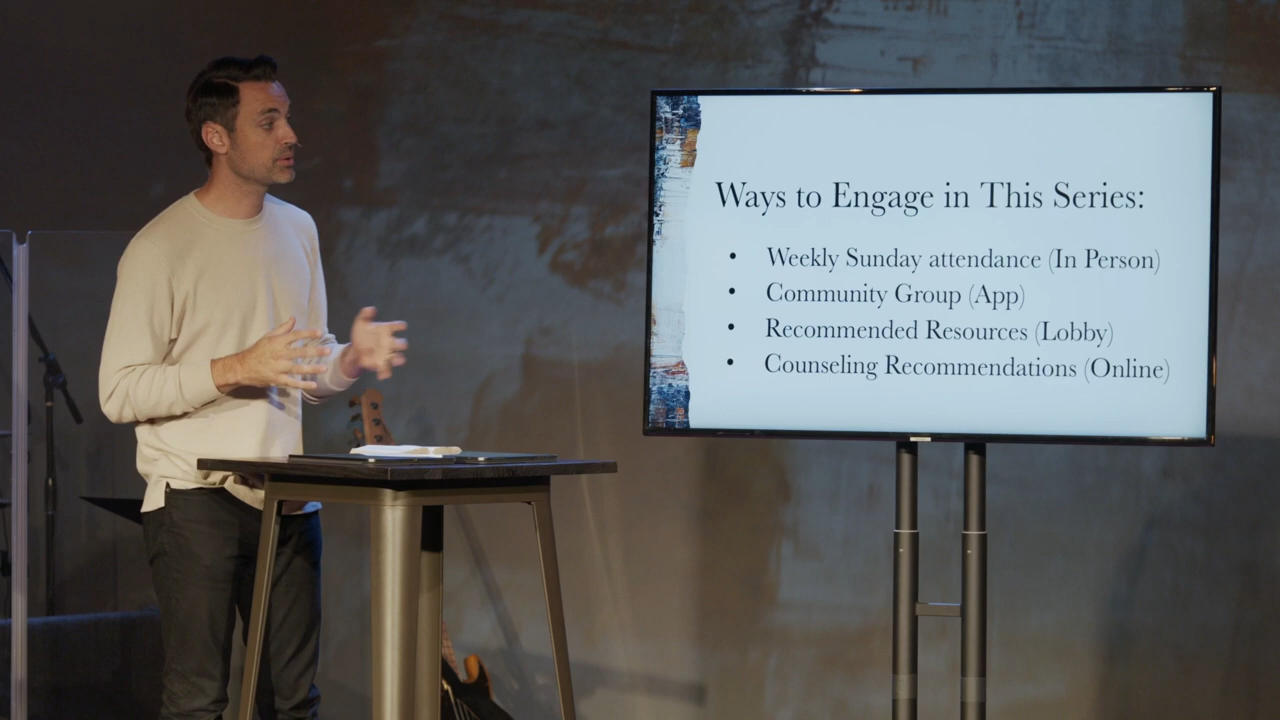 Ways to Engage in This Series:
• Weekly Sunday attendance (In Person)
• Community Group (App)
• Recommended Resources (Lobby)
• Counseling Recommendations (Online)